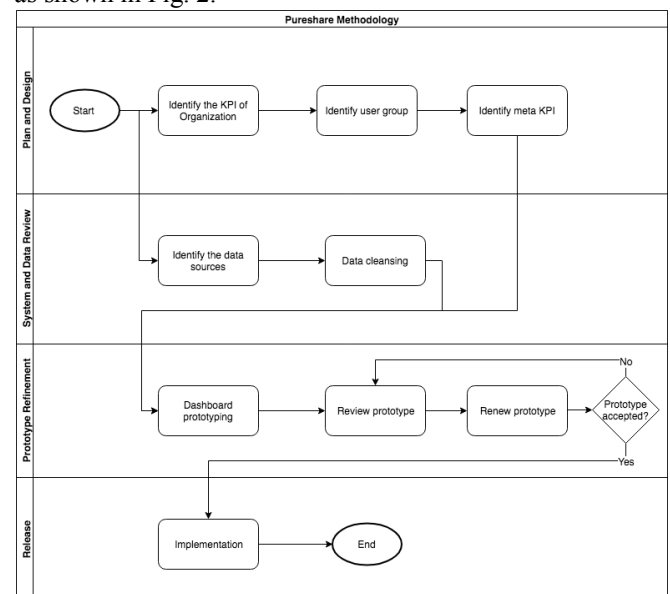 as shown in Fig. 2.
Pureshare Methodology
Plan and Design
Start
Identify the KPI of
Organization
Identify user group
Identify meta KPI
System and Data Review
Identify the data
sources
Data cleansing
Prototype Refinement
Dashboard
prototyping
Review prototype
Renew prototype
No
Prototype
accepted?
Yes
Release
Implementation
End